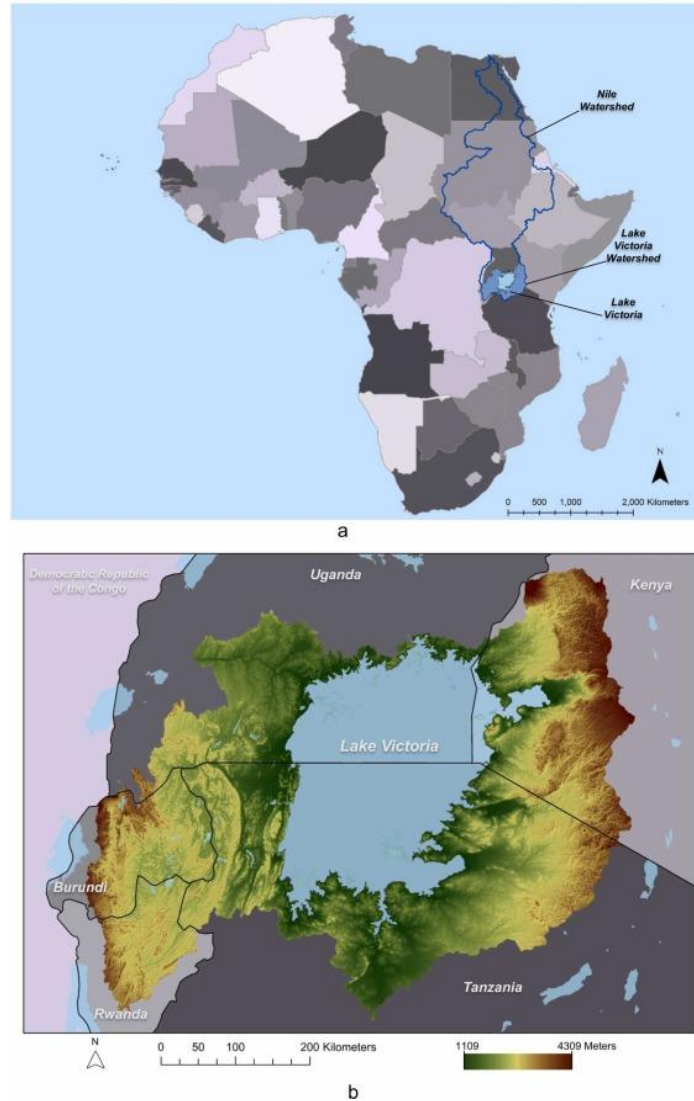 Nile
Watershed
Lake
Victoria
Watershed
Lake
Victoria
N
0 500 1,000 2,000 Kilometers
a
Democratic Republic
of the Congo
Uganda
Kenya
Lake Victoria
Burundi
Rwanda
Tanzania
N
0 50 100 200 Kilometers
1109 4309 Meters
b